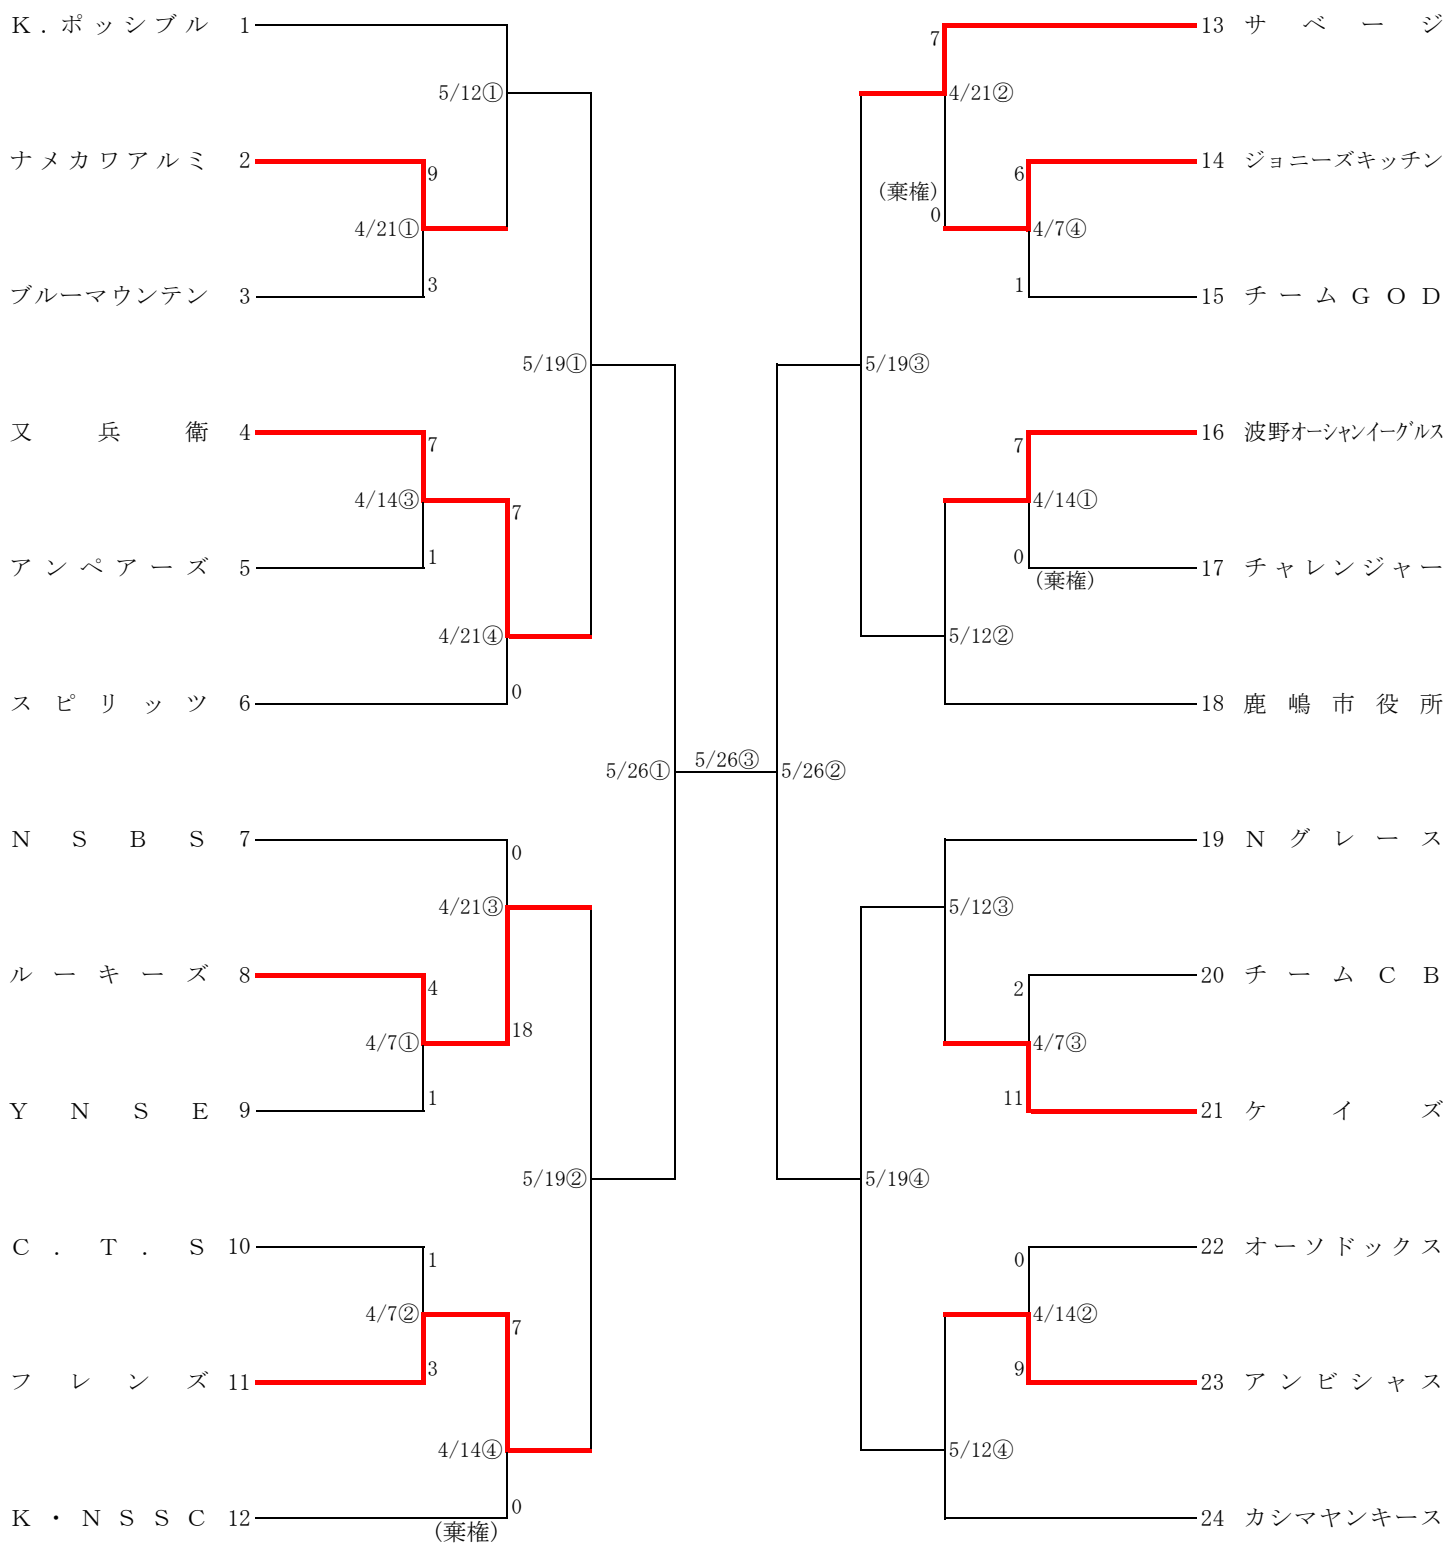 K.ポッシブル 1
13 サベージ
7
5/12①
4/21②
ナメカワアルミ 2
9
6
14 ジョニーズキッチン
(棄権)
0
4/21①
4/7④
3
1
ブルーマウンテン 3
15 チームGOD
5/19①
5/19③
又兵衛 4
7
7
16 波野オーシャンイーグルス
4/14③
7
4/14①
1
0
アンペアーズ 5
(棄権)
17 チャレンジャー
4/21④
5/12②
0
スピリッツ 6
18 鹿嶋市役所
5/26① 5/26③ 5/26②
NSBS 7
0
19 Nグレース
4/21③
5/12③
ルーキーズ 8
4
2
20 チームCB
18
4/7①
4/7③
1
11
YNSE 9
21 ケイズ
5/19②
5/19④
C.T.S 10
1
0
22 オーソドックス
4/7②
7
4/14②
3
9
フレンズ 11
23 アンビシャス
4/14④
5/12④
0
K・NSSC 12
(棄権)
24 カシマヤンキース